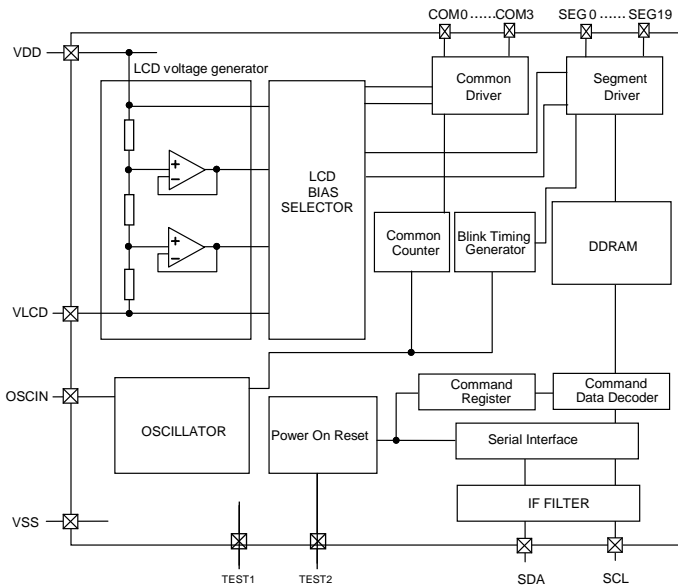 COM0 ...... COM3
SEG0 ...... SEG19
VDD
LCD voltage generator
Common
Driver
Segment
Driver
+
−
LCD
BIAS
SELECTOR
Common
Counter
Blink Timing
Generator
DDRAM
+
−
VLCD
OSCIN
OSCILLATOR
Power On Reset
Command
Register
Command
Data Decoder
Serial Interface
IF FILTER
VSS
TEST1
TEST2
SDA
SCL